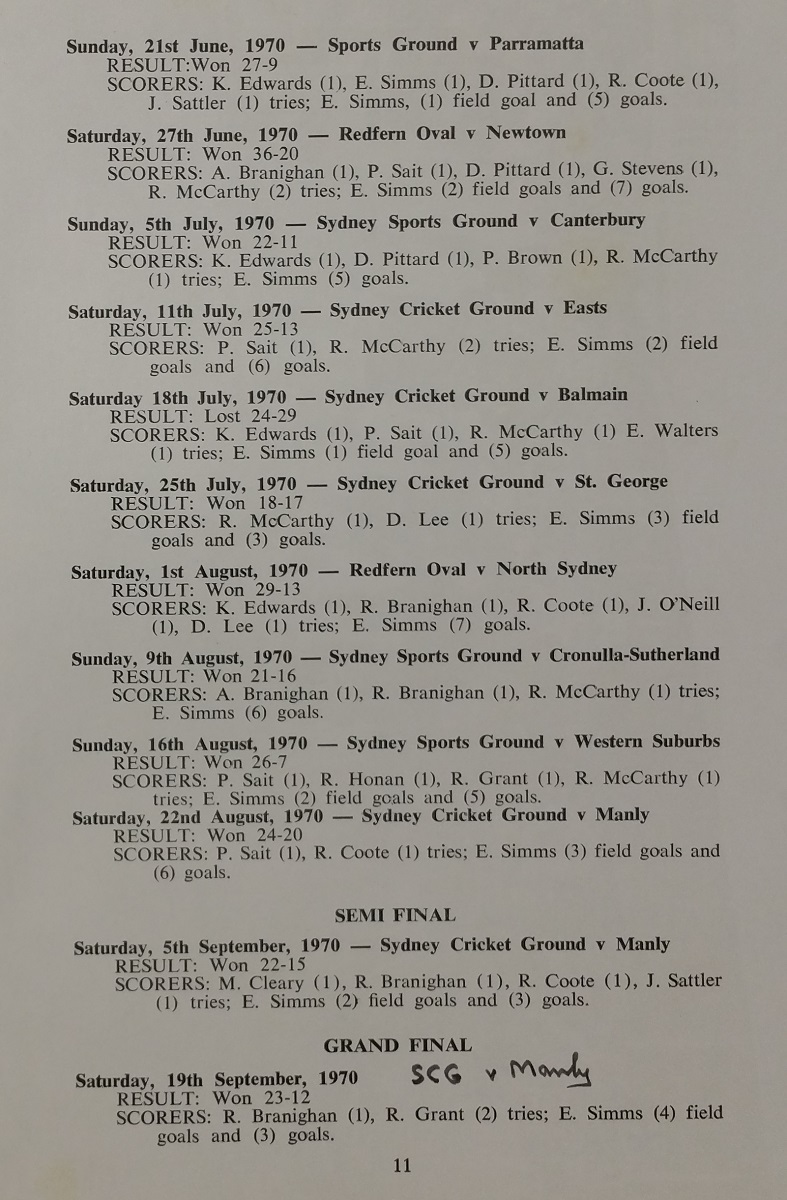 Sunday, 21st June, 1970 — Sports Ground v Parramatta
RESULT:Won 27-9
SCORERS: K. Edwards (1), E. Simms (1), D. Pittard (1), R. Coote (1),
J. Sattler (1) tries; E. Simms, (1) field goal and (5) goals.
Saturday, 27th June, 1970 — Redfern Oval v Newtown
RESULT: Won 36-20
SCORERS: A. Branighan (1), P. Sait (1), D. Pittard (1), G. Stevens (1),
R. McCarthy (2) tries; E. Simms (2) field goals and (7) goals.
Sunday, 5th July, 1970 — Sydney Sports Ground v Canterbury
RESULT: Won 22-11
SCORERS: K. Edwards (1), D. Pittard (1), P. Brown (1), R. McCarthy
(1) tries; E. Simms (5) goals.
Saturday, 11th July, 1970 — Sydney Cricket Ground v Easts
RESULT: Won 25-13
SCORERS: P. Sait (1), R. McCarthy (2) tries; E. Simms (2) field
goals and (6) goals.
Saturday 18th July, 1970 — Sydney Cricket Ground v Balmain
RESULT: Lost 24-29
SCORERS: K. Edwards (1), P. Sait (1), R. McCarthy (1) E. Walters
(1) tries; E. Simms (1) field goal and (5) goals.
Saturday, 25th July, 1970 — Sydney Cricket Ground v St. George
RESULT: Won 18-17
SCORERS: R. McCarthy (1), D. Lee (1) tries; E. Simms (3) field
goals and (3) goals.
Saturday, 1st August, 1970 — Redfern Oval v North Sydney
RESULT: Won 29-13
SCORERS: K. Edwards (1), R. Branighan (1), R. Coote (1), J. O'Neill
(1), D. Lee (1) tries; E. Simms (7) goals.
Sunday, 9th August, 1970 — Sydney Sports Ground v Cronulla-Sutherland
RESULT: Won 21-16
SCORERS: A. Branighan (1), R. Branighan (1), R. McCarthy (1) tries;
E. Simms (6) goals.
Sunday, 16th August, 1970 — Sydney Sports Ground v Western Suburbs
RESULT: Won 26-7
SCORERS: P. Sait (1), R. Honan (1), R. Grant (1), R. McCarthy (1)
tries; E. Simms (2) field goals and (5) goals.
Saturday, 22nd August, 1970 — Sydney Cricket Ground v Manly
RESULT: Won 24-20
SCORERS: P. Sait (1), R. Coote (1) tries; E. Simms (3) field goals and
(6) goals.
SEMI FINAL
Saturday, 5th September, 1970 — Sydney Cricket Ground v Manly
RESULT: Won 22-15
SCORERS: M. Cleary (1), R. Branighan (1), R. Coote (1), J. Sattler
(1) tries; E. Simms (2) field goals and (3) goals.
GRAND FINAL
Saturday, 19th September, 1970 SCG v Manly
RESULT: Won 23-12
SCORERS: R. Branighan (1), R. Grant (2) tries; E. Simms (4) field
goals and (3) goals.
11